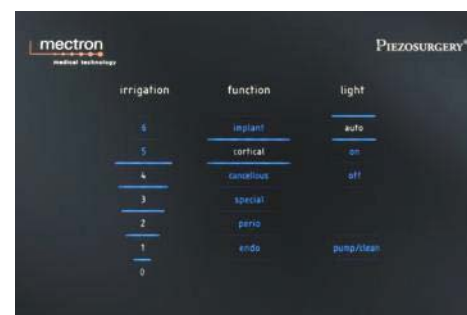 mectron
medical technology
PIEZOSURGERY®
irrigation function light
6 implant auto
5 cortical on
4 cancellous off
3 special
2 perio
1 endo pump/clean
0